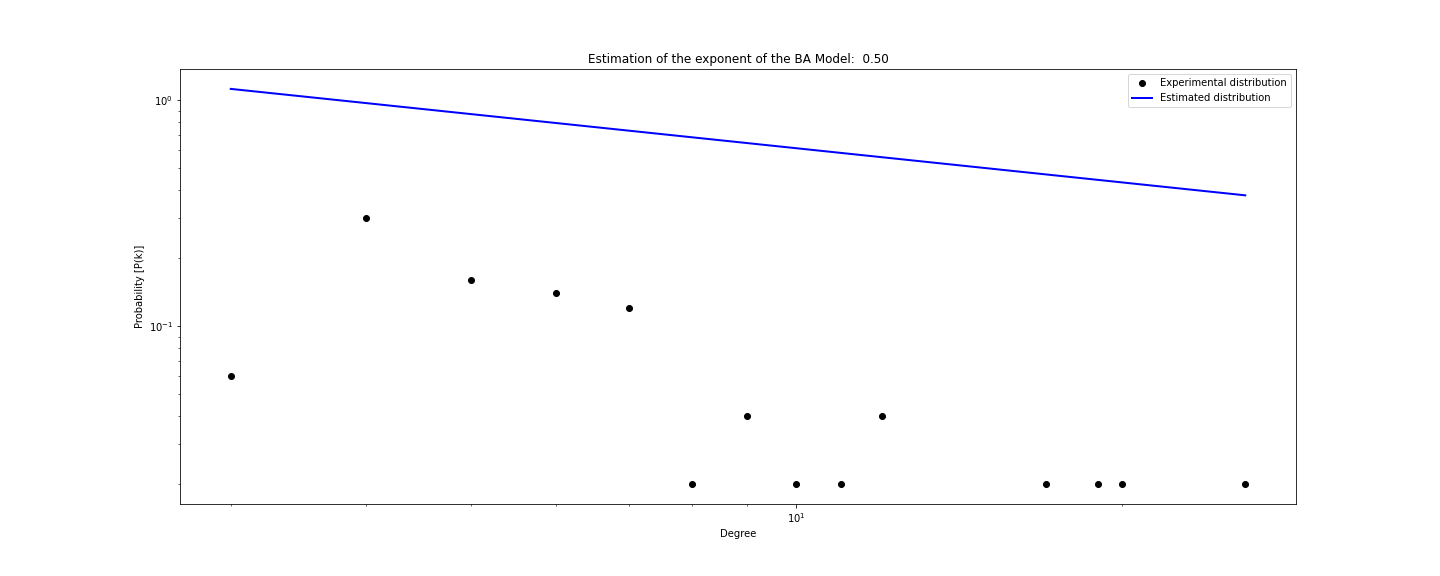 Estimation of the exponent of the BA Model:  0.50
Experimental distribution
Estimated distribution
10⁰
10⁻¹
Probability [P(k)]
10¹
Degree